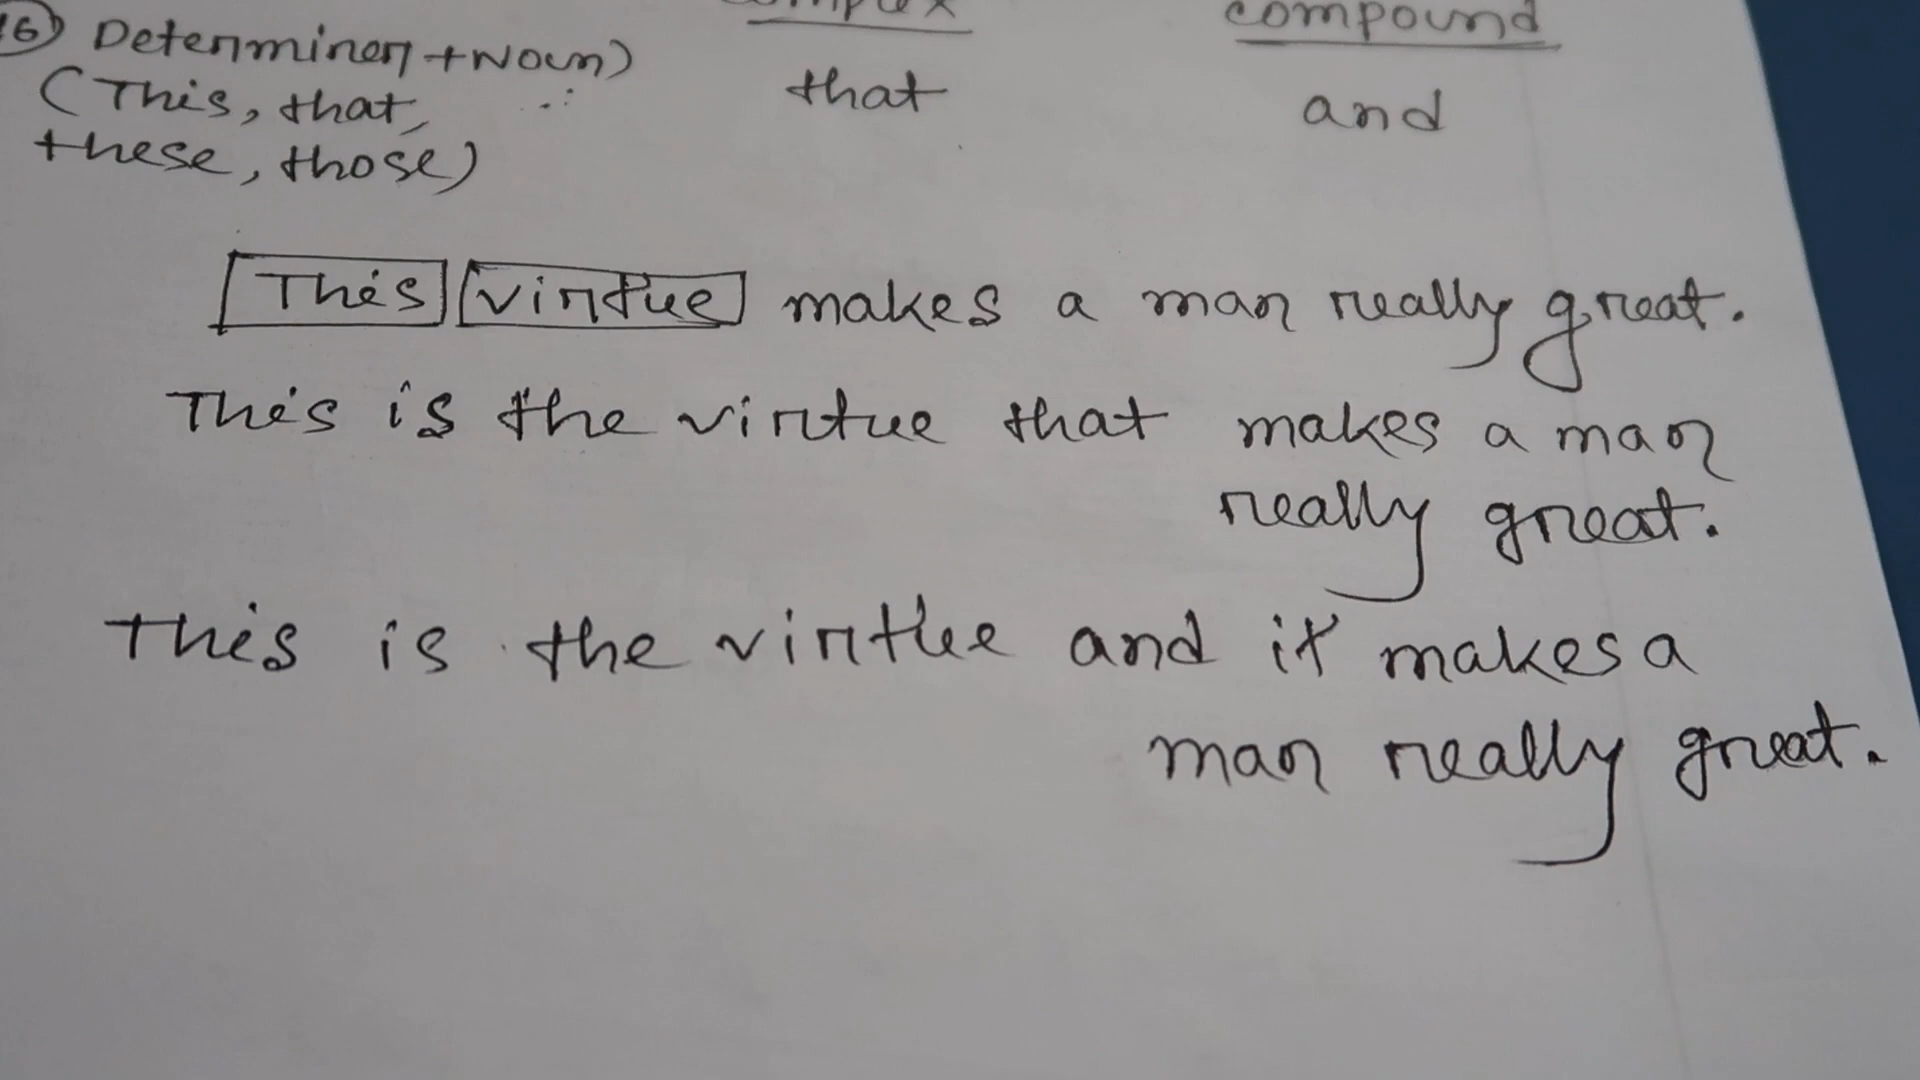 16) Determiner + Noun)
(This, that,
these, those)
complex
that
compound
and
This virtue makes a man really great.
This is the virtue that makes a man
really great.
This is the virtue and it makes a
man really great.